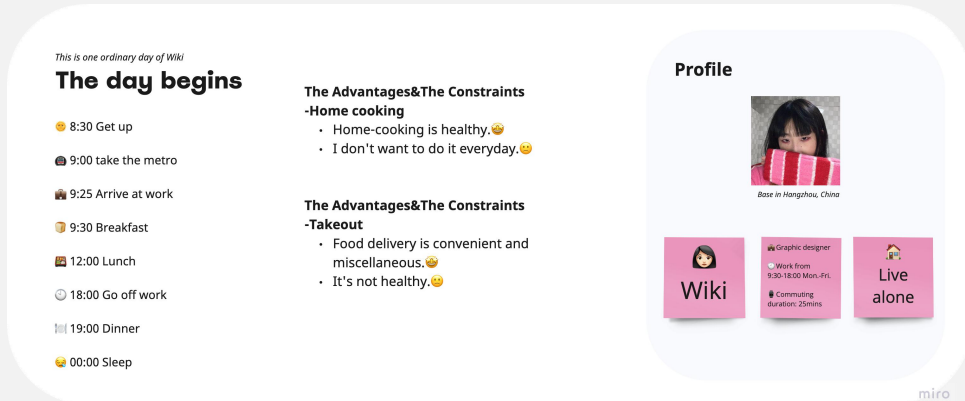 This is one ordinary day of Wiki
The day begins
🌞 8:30 Get up
🚇 9:00 take the metro
💼 9:25 Arrive at work
🍞 9:30 Breakfast
🍱 12:00 Lunch
🕕 18:00 Go off work
🍽️ 19:00 Dinner
😪 00:00 Sleep
The Advantages&The Constraints
-Home cooking
• Home-cooking is healthy.🤩
• I don't want to do it everyday.🙁
The Advantages&The Constraints
-Takeout
• Food delivery is convenient and
miscellaneous.🤩
• It's not healthy.🙁
Profile
Base in Hangzhou, China
Wiki
Graphic designer
Work from
9:30-18:00 Mon.-Fri.
Commuting
duration: 25mins
Live
alone
miro